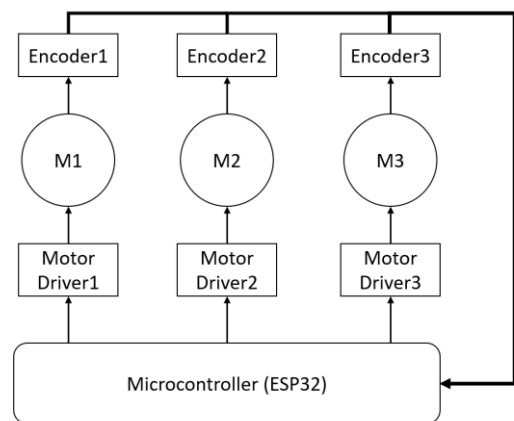 Encoder1
Encoder2
Encoder3
M1
M2
M3
Motor
Driver1
Motor
Driver2
Motor
Driver3
Microcontroller (ESP32)